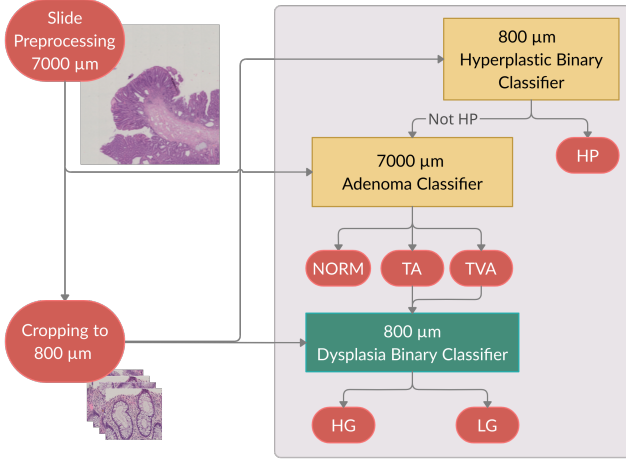 Slide
Preprocessing
7000 µm
800 µm
Hyperplastic Binary
Classifier
Not HP
HP
7000 µm
Adenoma Classifier
NORM
TA
TVA
Cropping to
800 µm
800 µm
Dysplasia Binary Classifier
HG
LG